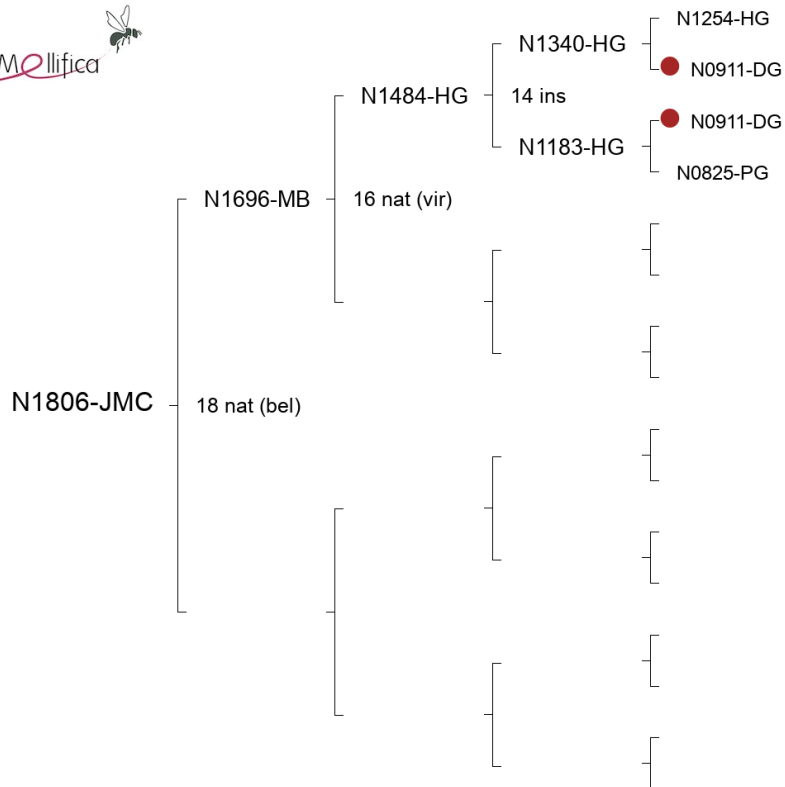 Mellifica
N1254-HG
N1340-HG
N0911-DG
N1484-HG
14 ins
N0911-DG
N1183-HG
N0825-PG
N1696-MB
16 nat (vir)
N1806-JMC
18 nat (bel)